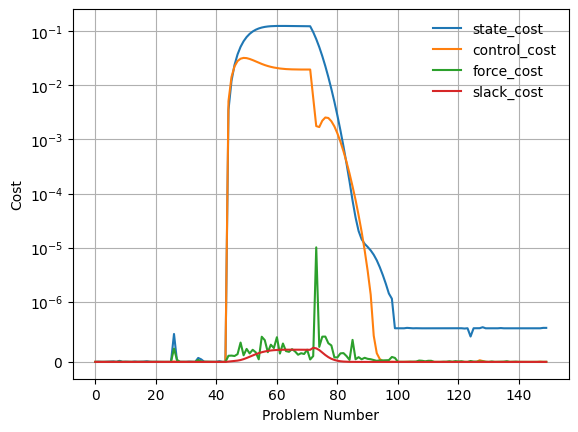 state_cost
control_cost
force_cost
slack_cost
Cost
10⁻¹
10⁻²
10⁻³
10⁻⁴
10⁻⁵
10⁻⁶
0
0 20 40 60 80 100 120 140
Problem Number